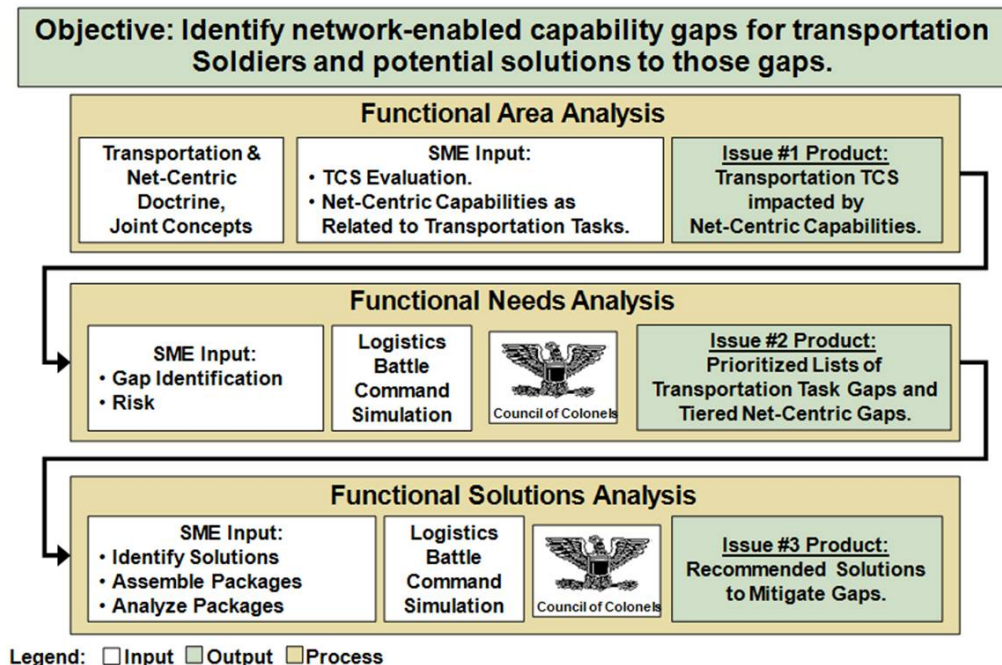 Objective: Identify network-enabled capability gaps for transportation
Soldiers and potential solutions to those gaps.
Functional Area Analysis
Transportation &
Net-Centric
Doctrine,
Joint Concepts
SME Input:
• TCS Evaluation.
• Net-Centric Capabilities as
Related to Transportation Tasks.
Issue #1 Product:
Transportation TCS
impacted by
Net-Centric Capabilities.
Functional Needs Analysis
SME Input:
• Gap Identification
• Risk
Logistics
Battle
Command
Simulation
Council of Colonels
Issue #2 Product:
Prioritized Lists of
Transportation Task Gaps and
Tiered Net-Centric Gaps.
Functional Solutions Analysis
SME Input:
• Identify Solutions
• Assemble Packages
• Analyze Packages
Logistics
Battle
Command
Simulation
Council of Colonels
Issue #3 Product:
Recommended Solutions
to Mitigate Gaps.
Legend: Input Output Process